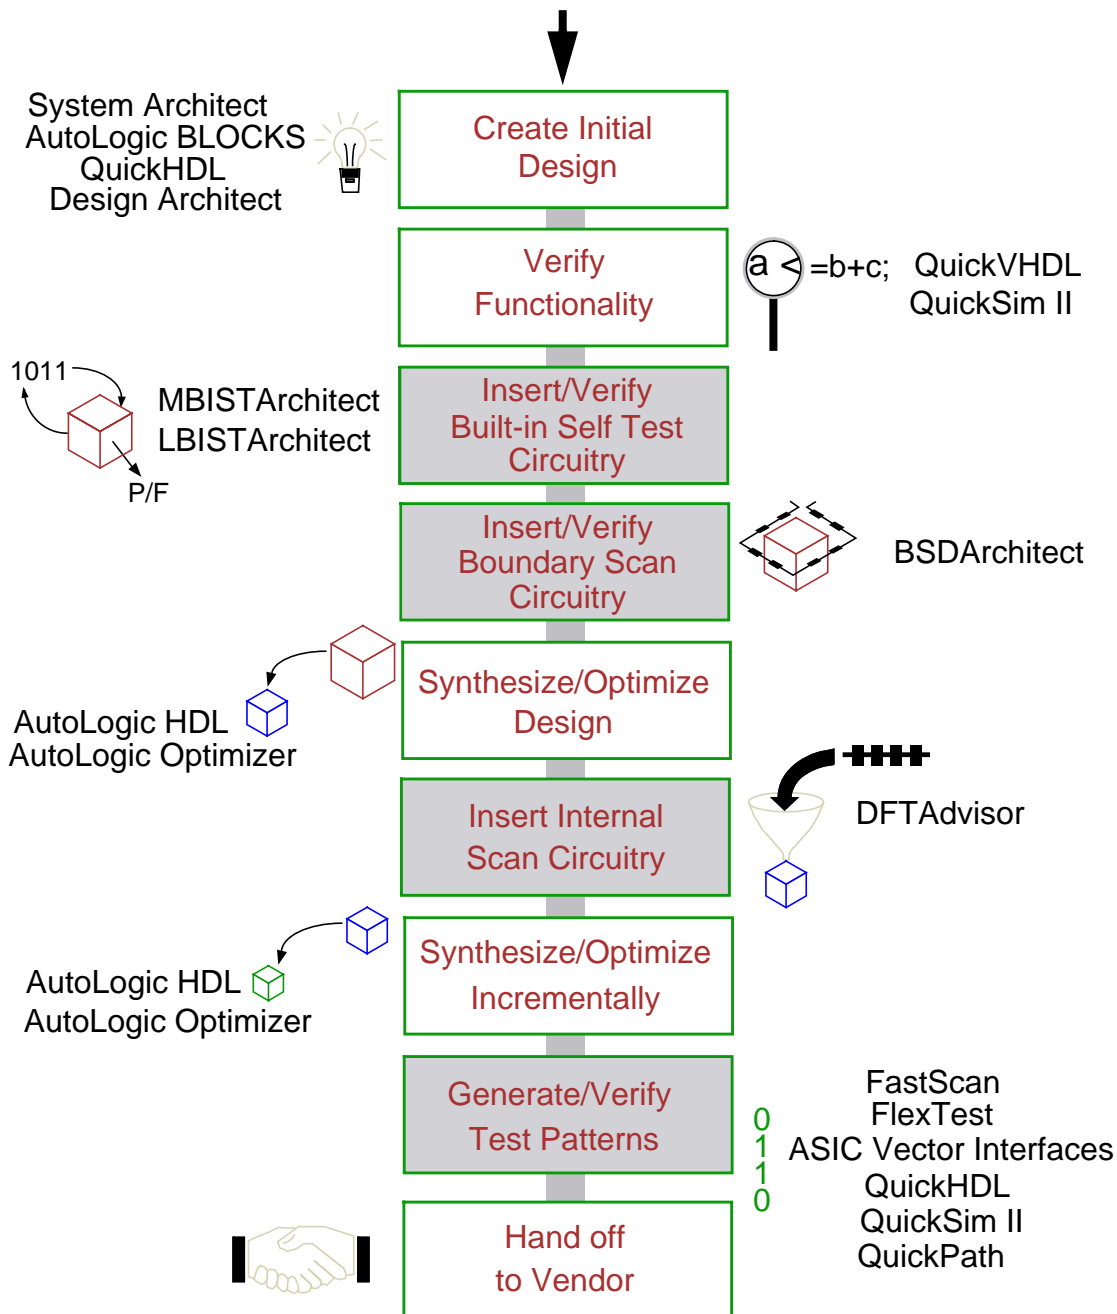 System Architect
AutoLogic BLOCKS
QuickHDL
Design Architect
Create Initial
Design
Verify
Functionality
a < =b+c;
QuickVHDL
QuickSim II
1011
P/F
MBISTArchitect
LBISTArchitect
Insert/Verify
Built-in Self Test
Circuitry
Insert/Verify
Boundary Scan
Circuitry
BSDArchitect
AutoLogic HDL
AutoLogic Optimizer
Synthesize/Optimize
Design
Insert Internal
Scan Circuitry
DFTAdvisor
AutoLogic HDL
AutoLogic Optimizer
Synthesize/Optimize
Incrementally
Generate/Verify
Test Patterns
0
1
1
0
FastScan
FlexTest
ASIC Vector Interfaces
QuickHDL
QuickSim II
QuickPath
Hand off
to Vendor